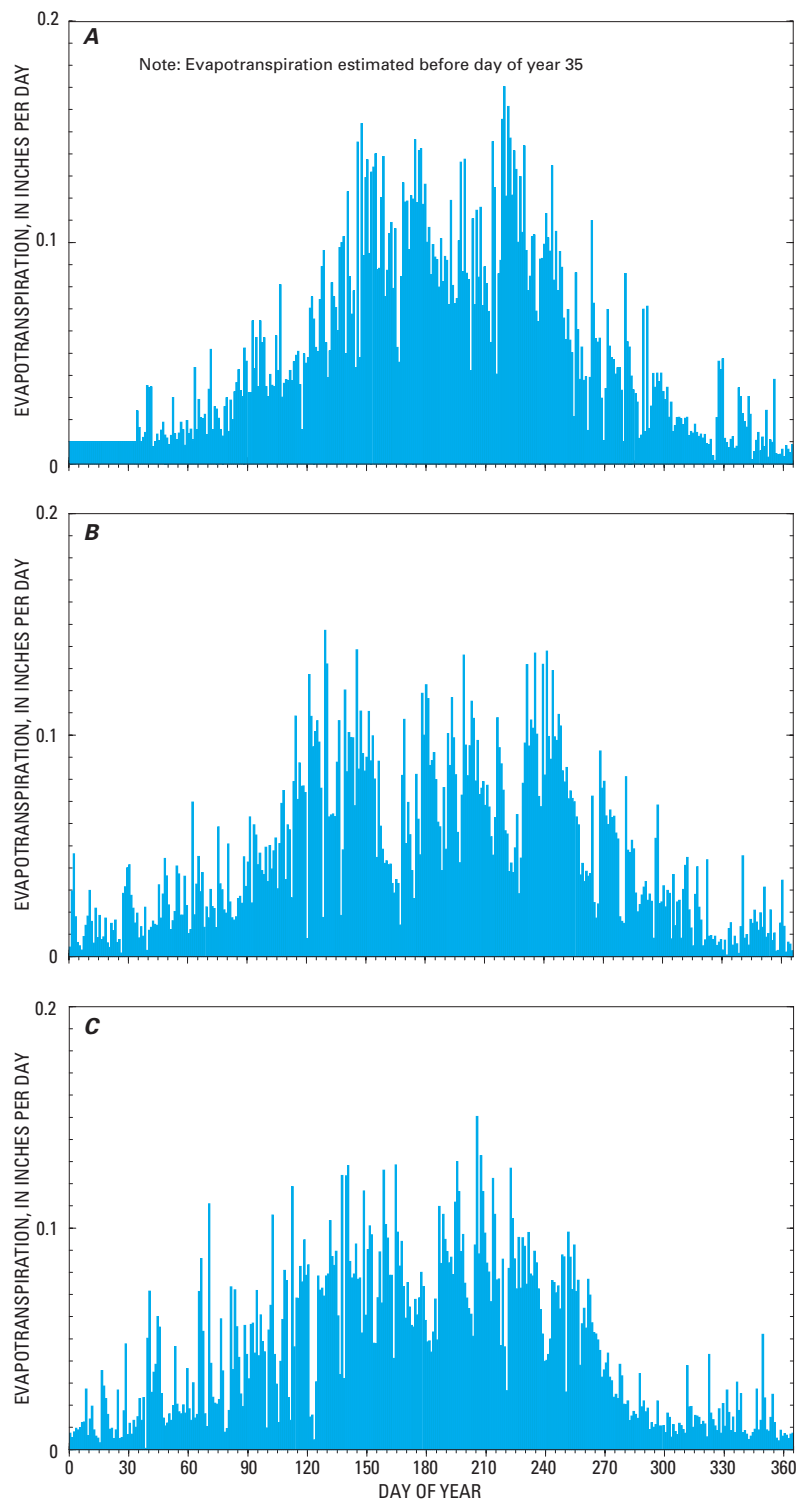 A
Note: Evapotranspiration estimated before day of year 35
EVAPOTRANSPIRATION, IN INCHES PER DAY
0.2
0.1
0
B
EVAPOTRANSPIRATION, IN INCHES PER DAY
0.2
0.1
0
C
EVAPOTRANSPIRATION, IN INCHES PER DAY
0.2
0.1
0
0 30 60 90 120 150 180 210 240 270 300 330 360
DAY OF YEAR